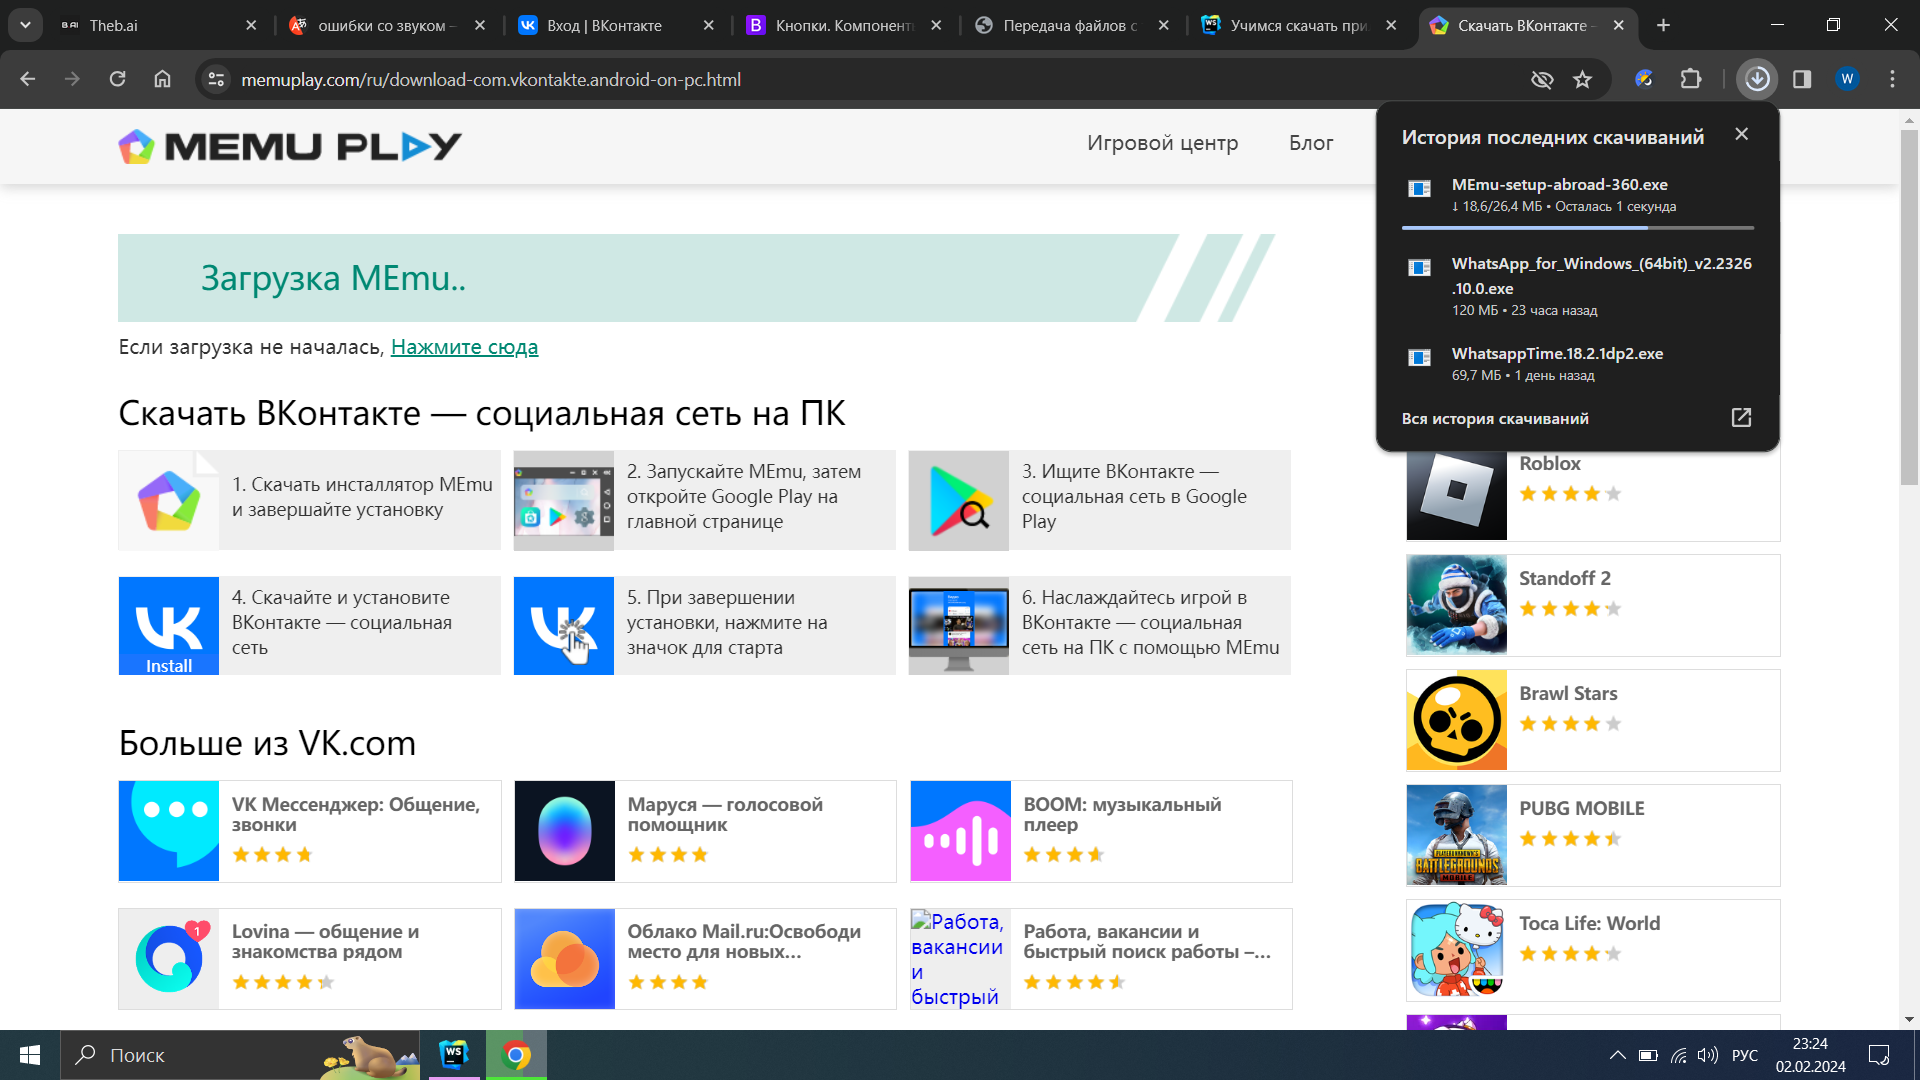 Theb.ai
ошибки со звуком
Вход | ВКонтакте
Кнопки. Компонент
Передача файлов с
Учимся скачать при
Скачать ВКонтакте -
memuplay.com/ru/download-com.vkontakte.android-on-pc.html
W
MEMU PLAY
Игровой центр
Блог
История последних скачиваний
MEmu-setup-abroad-360.exe
↓ 18,6/26,4 МБ • Осталась 1 секунда
WhatsApp_for_Windows_(64bit)_v2.2326
.10.0.exe
120 МБ • 23 часа назад
WhatsappTime.18.2.1dp2.exe
69,7 МБ • 1 день назад
Вся история скачиваний
Загрузка MEmu..
Если загрузка не началась, Нажмите сюда
Скачать ВКонтакте — социальная сеть на ПК
1. Скачать инсталлятор MEmu
и завершайте установку
2. Запускайте MEmu, затем
откройте Google Play на
главной странице
3. Ищите ВКонтакте —
социальная сеть в Google
Play
Install
4. Скачайте и установите
ВКонтакте — социальная
сеть
5. При завершении
установки, нажмите на
значок для старта
6. Наслаждайтесь игрой в
ВКонтакте — социальная
сеть на ПК с помощью MEmu
Больше из VK.com
VK Мессенджер: Общение,
звонки
Маруся — голосовой
помощник
BOOM: музыкальный
плеер
1
Lovina — общение и
знакомства рядом
Облако Mail.ru:Освободи
место для новых...
Работа,
вакансии
и
быстрый
Работа, вакансии и
быстрый поиск работы –...
Roblox
Standoff 2
Brawl Stars
BATTLEGROUNDS
MOBILE
PUBG MOBILE
Toca Life: World
Поиск
WS
РУС
23:24
02.02.2024